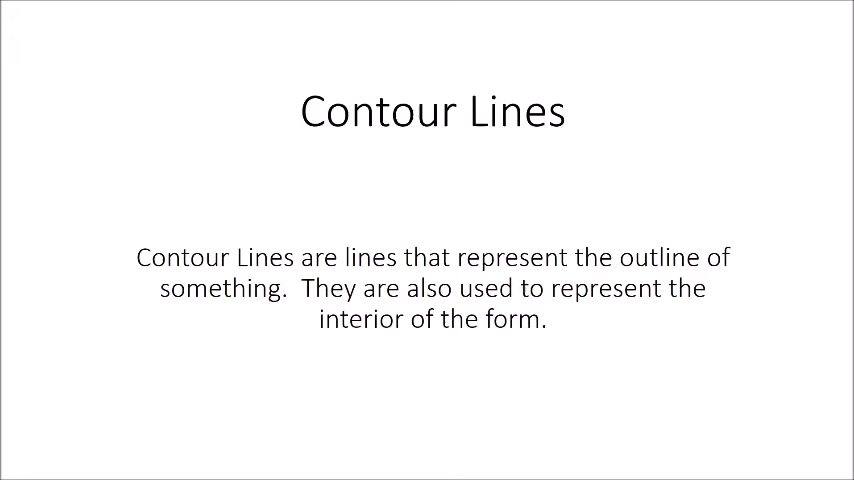 Contour Lines
Contour Lines are lines that represent the outline of
something.  They are also used to represent the
interior of the form.